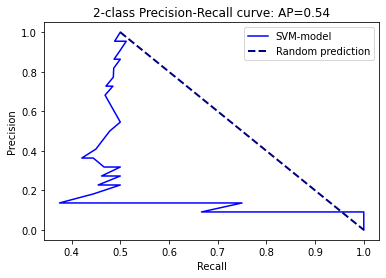 2-class Precision-Recall curve: AP=0.54
SVM-model
Random prediction
Precision
1.0
0.8
0.6
0.4
0.2
0.0
0.4 0.5 0.6 0.7 0.8 0.9 1.0
Recall